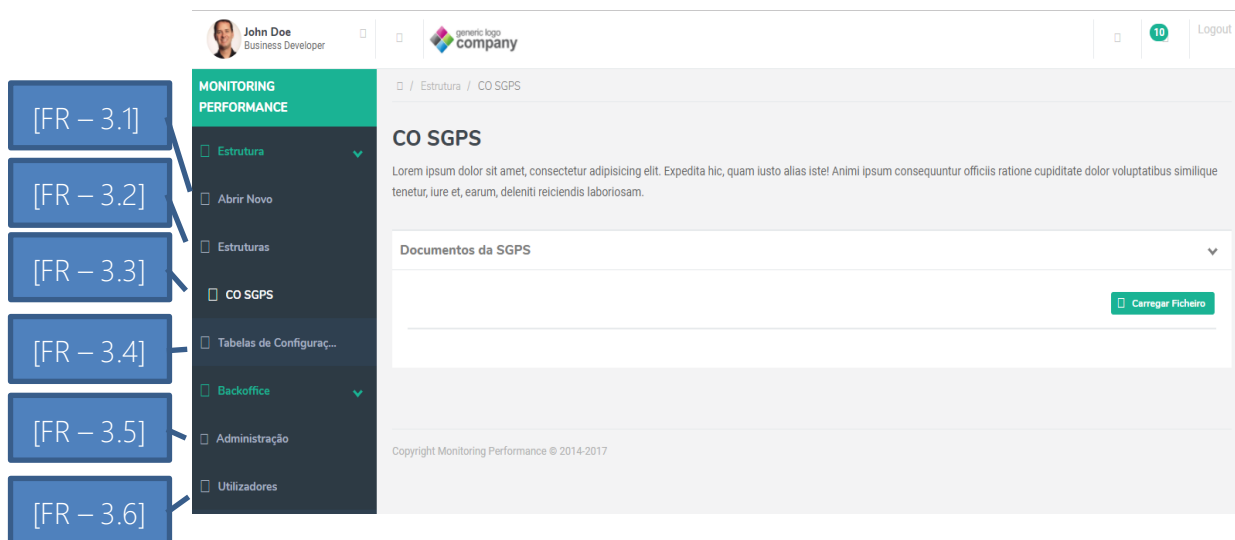 [FR – 3.1]
[FR – 3.2]
[FR – 3.3]
[FR – 3.4]
[FR – 3.5]
[FR – 3.6]
John Doe
Business Developer
generic logo
company
10
Logout
MONITORING
PERFORMANCE
Estrutura
Abrir Novo
Estruturas
CO SGPS
Tabelas de Configuraç...
Backoffice
Administração
Utilizadores
/ Estrutura / CO SGPS
CO SGPS
Lorem ipsum dolor sit amet, consectetur adipisicing elit. Expedita hic, quam iusto alias iste! Animi ipsum consequuntur officiis ratione cupiditate dolor voluptatibus similique
tenetur, iure et, earum, deleniti reiciendis laboriosam.
Documentos da SGPS
Carregar Ficheiro
Copyright Monitoring Performance © 2014-2017